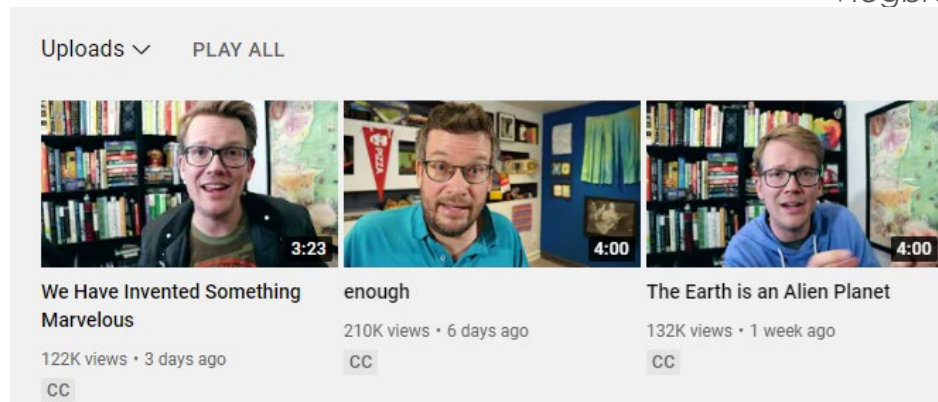 Uploads PLAY ALL
PIZZA
3:23
4:00
4:00
We Have Invented Something
Marvelous
enough
The Earth is an Alien Planet
122K views • 3 days ago
210K views • 6 days ago
132K views • 1 week ago
CC
CC
CC